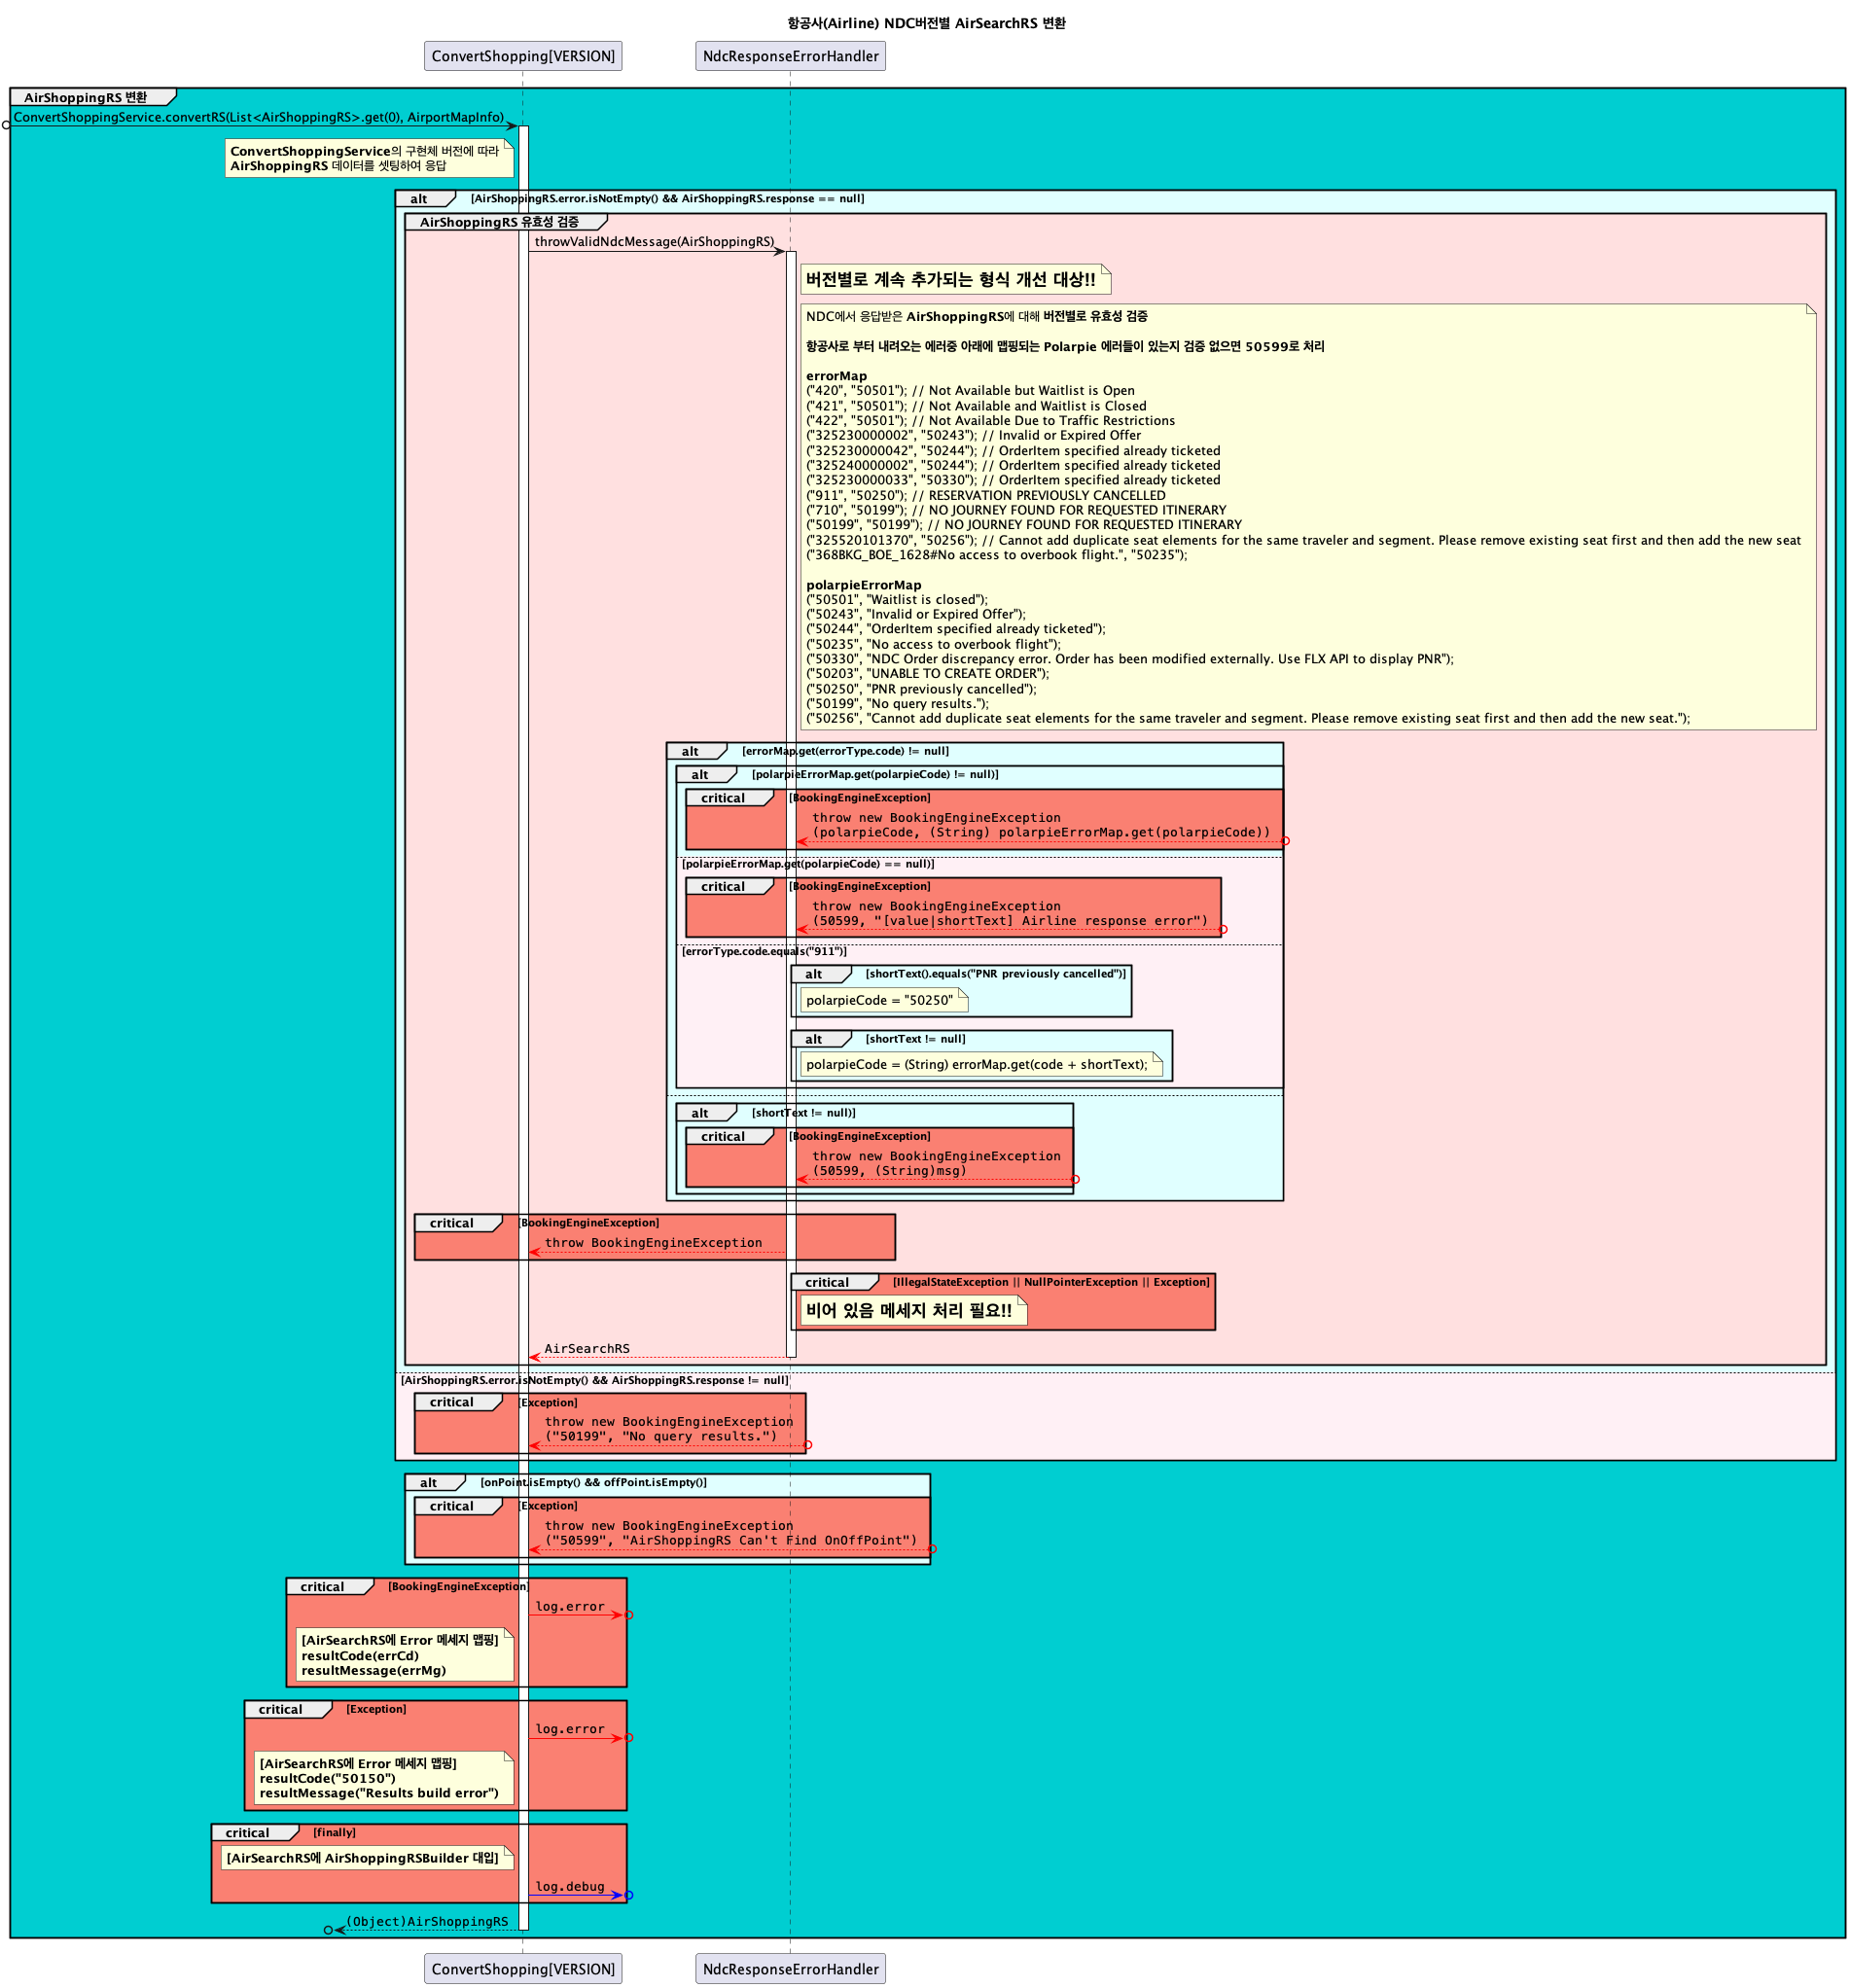 항공사(Airline) NDC버전별 AirSearchRS 변환
ConvertShopping[VERSION]
NdcResponseErrorHandler
AirShoppingRS 변환
ConvertShoppingService.convertRS(List<AirShoppingRS>.get(0), AirportMapInfo)
ConvertShoppingService의 구현체 버전에 따라
AirShoppingRS 데이터를 셋팅하여 응답
alt
[AirShoppingRS.error.isNotEmpty() && AirShoppingRS.response == null]
AirShoppingRS 유효성 검증
throwValidNdcMessage(AirShoppingRS)
버전별로 계속 추가되는 형식 개선 대상!!
NDC에서 응답받은 AirShoppingRS에 대해 버전별로 유효성 검증
항공사로 부터 내려오는 에러중 아래에 맵핑되는 Polarpie 에러들이 있는지 검증 없으면 50599로 처리
errorMap
("420", "50501"); // Not Available but Waitlist is Open
("421", "50501"); // Not Available and Waitlist is Closed
("422", "50501"); // Not Available Due to Traffic Restrictions
("325230000002", "50243"); // Invalid or Expired Offer
("325230000042", "50244"); // OrderItem specified already ticketed
("325240000002", "50244"); // OrderItem specified already ticketed
("325230000033", "50330"); // OrderItem specified already ticketed
("911", "50250"); // RESERVATION PREVIOUSLY CANCELLED
("710", "50199"); // NO JOURNEY FOUND FOR REQUESTED ITINERARY
("50199", "50199"); // NO JOURNEY FOUND FOR REQUESTED ITINERARY
("325520101370", "50256"); // Cannot add duplicate seat elements for the same traveler and segment. Please remove existing seat first and then add the new seat
("368BKG_BOE_1628#No access to overbook flight.", "50235");
polarpieErrorMap
("50501", "Waitlist is closed");
("50243", "Invalid or Expired Offer");
("50244", "OrderItem specified already ticketed");
("50235", "No access to overbook flight");
("50330", "NDC Order discrepancy error. Order has been modified externally. Use FLX API to display PNR");
("50203", "UNABLE TO CREATE ORDER");
("50250", "PNR previously cancelled");
("50199", "No query results.");
("50256", "Cannot add duplicate seat elements for the same traveler and segment. Please remove existing seat first and then add the new seat.");
alt
[errorMap.get(errorType.code) != null]
alt
[polarpieErrorMap.get(polarpieCode) != null)]
critical
[BookingEngineException]
throw new BookingEngineException
(polarpieCode, (String) polarpieErrorMap.get(polarpieCode))
[polarpieErrorMap.get(polarpieCode) == null)]
critical
[BookingEngineException]
throw new BookingEngineException
(50599, "[value|shortText] Airline response error")
[errorType.code.equals("911")]
alt
[shortText().equals("PNR previously cancelled")]
polarpieCode = "50250"
alt
[shortText != null]
polarpieCode = (String) errorMap.get(code + shortText);
alt
[shortText != null)]
critical
[BookingEngineException]
throw new BookingEngineException
(50599, (String)msg)
critical
[BookingEngineException]
throw BookingEngineException
critical
[IllegalStateException || NullPointerException || Exception]
비어 있음 메세지 처리 필요!!
AirSearchRS
[AirShoppingRS.error.isNotEmpty() && AirShoppingRS.response != null]
critical
[Exception]
throw new BookingEngineException
("50199", "No query results.")
alt
[onPoint.isEmpty() && offPoint.isEmpty()]
critical
[Exception]
throw new BookingEngineException
("50599", "AirShoppingRS Can't Find OnOffPoint")
critical
[BookingEngineException]
log.error
[AirSearchRS에 Error 메세지 맵핑]
resultCode(errCd)
resultMessage(errMg)
critical
[Exception]
log.error
[AirSearchRS에 Error 메세지 맵핑]
resultCode("50150")
resultMessage("Results build error")
critical
[finally]
[AirSearchRS에 AirShoppingRSBuilder 대입]
log.debug
(Object)AirShoppingRS
ConvertShopping[VERSION]
NdcResponseErrorHandler